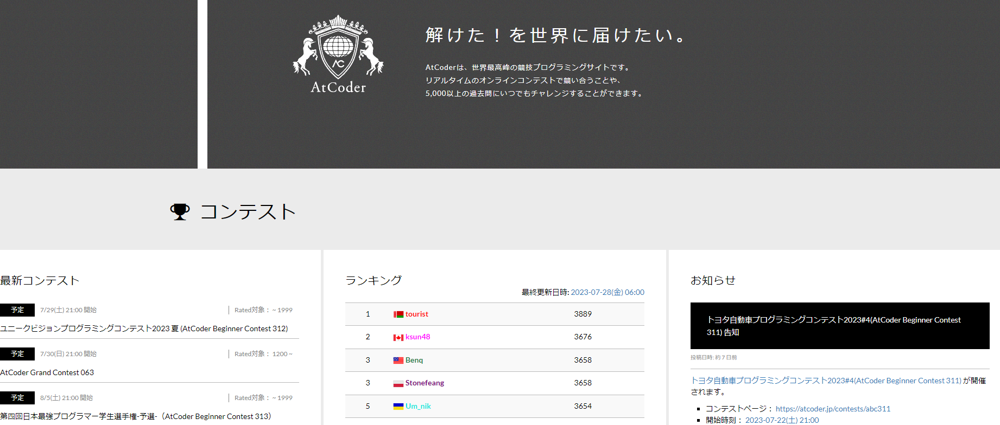 AC
AtCoder
解けた！を世界に届けたい。
AtCoderは、世界最高峰の競技プログラミングサイトです。
リアルタイムのオンラインコンテストで競い合うことや、
5,000以上の過去問にいつでもチャレンジすることができます。
コンテスト
最新コンテスト
予定 7/29(土) 21:00 開始 Rated対象： ~ 1999
ユニークビジョンプログラミングコンテスト2023 夏 (AtCoder Beginner Contest 312)
予定 7/30(日) 21:00 開始 Rated対象： 1200 ~
AtCoder Grand Contest 063
予定 8/5(土) 21:00 開始 Rated対象： ~ 1999
第四回日本最強プログラマー学生選手権-予選-（AtCoder Beginner Contest 313）
ランキング
最終更新日時: 2023-07-28(金) 06:00
1 tourist 3889
2 ksun48 3676
3 Benq 3658
3 Stonefeang 3658
5 Um_nik 3654
お知らせ
トヨタ自動車プログラミングコンテスト2023#4(AtCoder Beginner Contest
311) 告知
投稿日時: 約 7 日前
トヨタ自動車プログラミングコンテスト2023#4(AtCoder Beginner Contest 311) が開催
されます。
コンテストページ： https://atcoder.jp/contests/abc311
開始時刻： 2023-07-22(土) 21:00